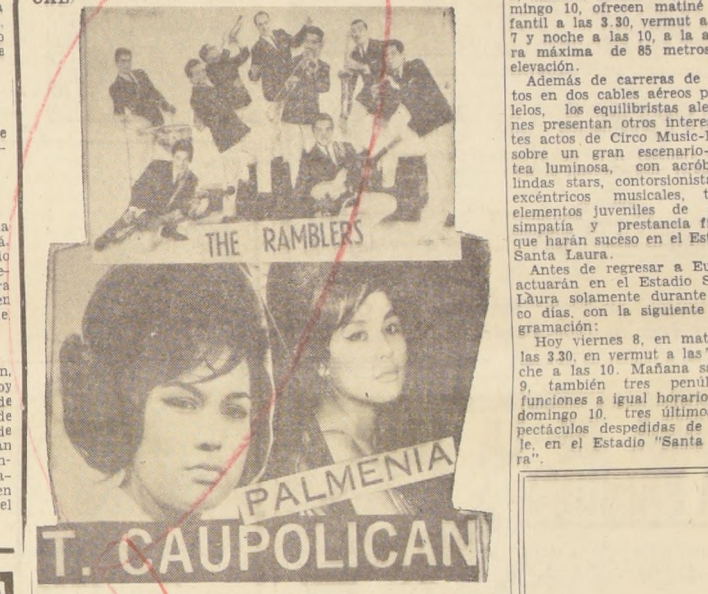 THE RAMBLERS
PALMENIA
T. CAUPOLICAN
mingo 10, ofrecen matiné
fantil a las 3.30, vermut a
7 y noche a las 10, a la a
ra máxima de 85 metros
elevación.
Además de carreras de
tos en dos cables aéreos p
lelos, los equilibristas ale
nes presentan otros intere
tes actos de Circo Music-
sobre un gran escenario-
tea luminosa, con acrób
lindas stars, contorsionist
excéntricos musicales, t
elementos juveniles de
simpatía y prestancia f
que harán suceso en el Est
Santa Laura.
Antes de regresar a Eu
actuarán en el Estadio S
Laura solamente durante
co días, con la siguiente
gramación:
Hoy viernes 8, en mat
las 3.30, en vermut a las
che a las 10. Mañana sá
9, también tres penúl
funciones a igual horario
domingo 10, tres último
pectáculos despedidas de
le, en el Estadio "Santa
ra".